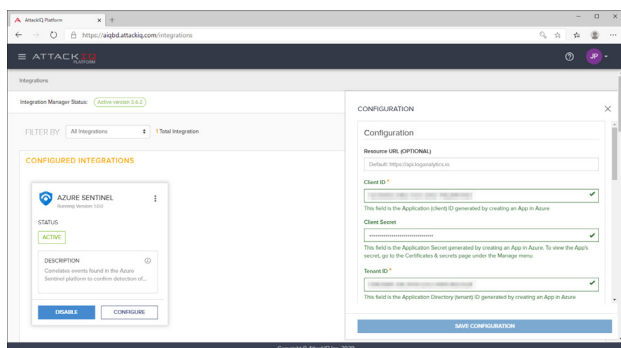 AttackIQ Platform
https://aiqbd.attackiq.com/integrations
ATTACKIQ
PLATFORM
JP
Integrations
Integration Manager Status: Active version 2.6.2
FILTER BY All Integrations 1 Total Integration
CONFIGURED INTEGRATIONS
AZURE SENTINEL
Running Version: 1.0.0
STATUS
ACTIVE
DESCRIPTION
Correlates events found in the Azure
Sentinel platform to confirm detection of...
DISABLE CONFIGURE
CONFIGURATION
Configuration
Resource URL (OPTIONAL)
Default: https://api.loganalytics.io
Client ID *
This field is the Application (client) ID generated by creating an App in Azure
Client Secret
This field is the Application Secret generated by creating an App in Azure. To view the App's
secret, go to the Certificates & secrets page under the Manage menu
Tenant ID *
This field is the Application Directory (tenant) ID generated by creating an App in Azure
SAVE CONFIGURATION